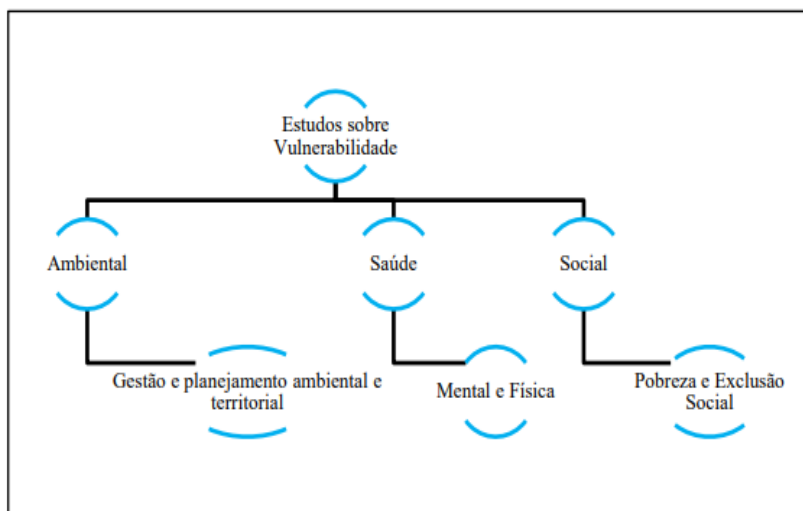 Estudos sobre
Vulnerabilidade
Ambiental
Saúde
Social
Gestão e planejamento ambiental e
territorial
Mental e Física
Pobreza e Exclusão
Social